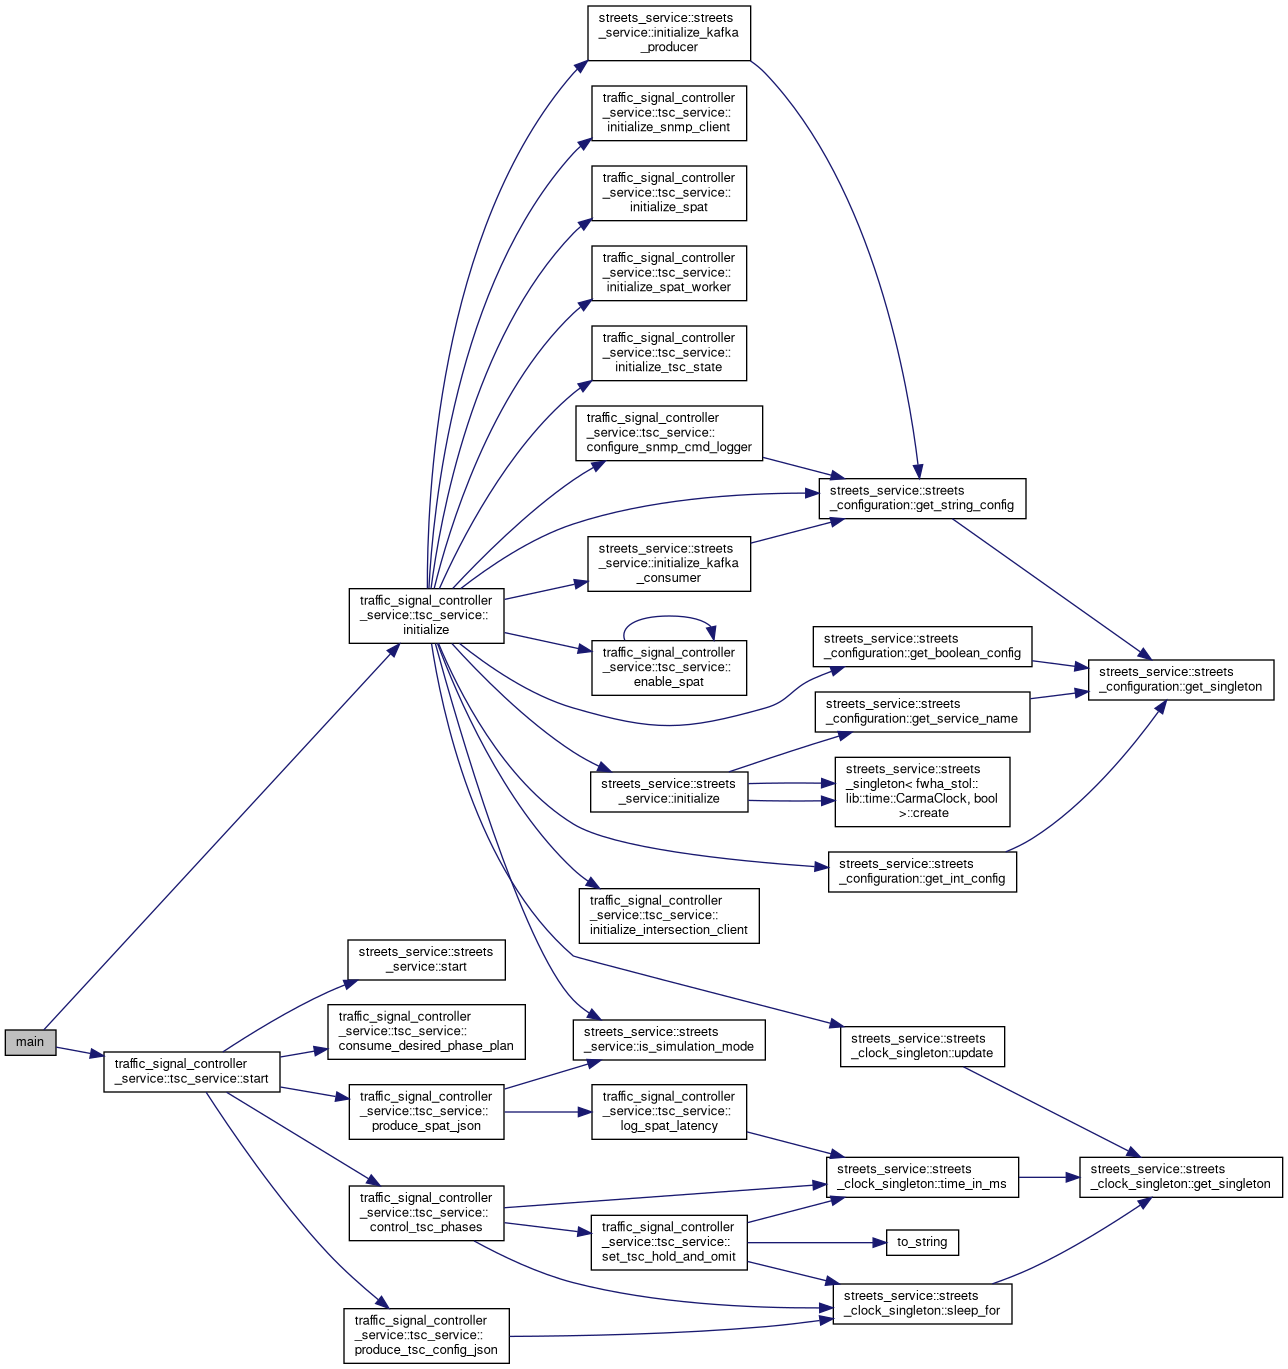 streets_service::streets
_service::initialize_kafka
_producer
traffic_signal_controller
_service::tsc_service::
initialize_snmp_client
traffic_signal_controller
_service::tsc_service::
initialize_spat
traffic_signal_controller
_service::tsc_service::
initialize_spat_worker
traffic_signal_controller
_service::tsc_service::
initialize_tsc_state
traffic_signal_controller
_service::tsc_service::
configure_snmp_cmd_logger
streets_service::streets
_configuration::get_string_config
streets_service::streets
_service::initialize_kafka
_consumer
traffic_signal_controller
_service::tsc_service::
initialize
traffic_signal_controller
_service::tsc_service::
enable_spat
streets_service::streets
_configuration::get_boolean_config
streets_service::streets
_configuration::get_singleton
streets_service::streets
_configuration::get_service_name
streets_service::streets
_service::initialize
streets_service::streets
_singleton< fwha_stol::
lib::time::CarmaClock, bool
>::create
streets_service::streets
_configuration::get_int_config
traffic_signal_controller
_service::tsc_service::
initialize_intersection_client
streets_service::streets
_service::start
main
traffic_signal_controller
_service::tsc_service::
consume_desired_phase_plan
streets_service::streets
_service::is_simulation_mode
streets_service::streets
_clock_singleton::update
traffic_signal_controller
_service::tsc_service::start
traffic_signal_controller
_service::tsc_service::
produce_spat_json
traffic_signal_controller
_service::tsc_service::
log_spat_latency
streets_service::streets
_clock_singleton::time_in_ms
streets_service::streets
_clock_singleton::get_singleton
traffic_signal_controller
_service::tsc_service::
control_tsc_phases
traffic_signal_controller
_service::tsc_service::
set_tsc_hold_and_omit
to_string
streets_service::streets
_clock_singleton::sleep_for
traffic_signal_controller
_service::tsc_service::
produce_tsc_config_json